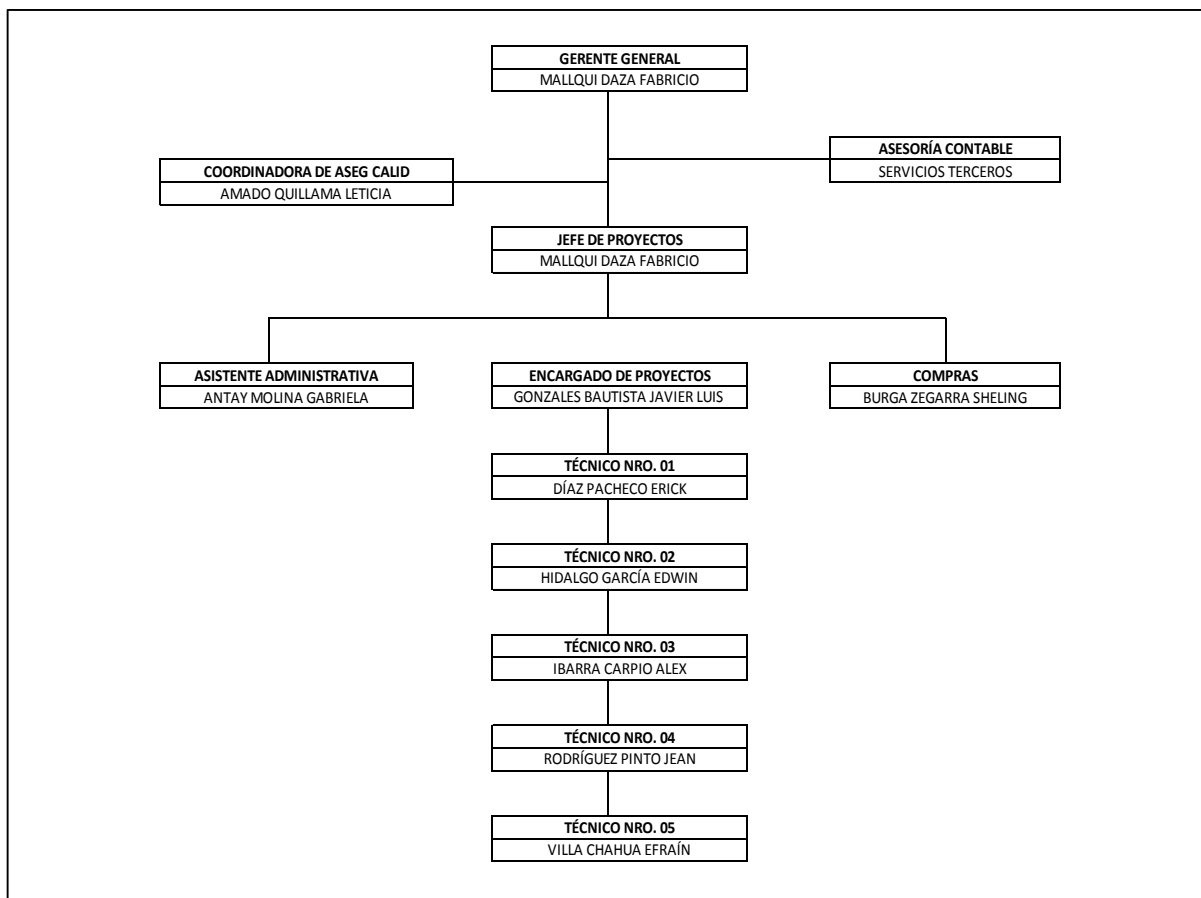 GERENTE GENERAL
MALLQUI DAZA FABRICIO
ASESORÍA CONTABLE
SERVICIOS TERCEROS
COORDINADORA DE ASEG CALID
AMADO QUILLAMA LETICIA
JEFE DE PROYECTOS
MALLQUI DAZA FABRICIO
ASISTENTE ADMINISTRATIVA
ANTAY MOLINA GABRIELA
ENCARGADO DE PROYECTOS
GONZALES BAUTISTA JAVIER LUIS
COMPRAS
BURGA ZEGARRA SHELING
TÉCNICO NRO. 01
DÍAZ PACHECO ERICK
TÉCNICO NRO. 02
HIDALGO GARCÍA EDWIN
TÉCNICO NRO. 03
IBARRA CARPIO ALEX
TÉCNICO NRO. 04
RODRÍGUEZ PINTO JEAN
TÉCNICO NRO. 05
VILLA CHAHUA EFRAÍN